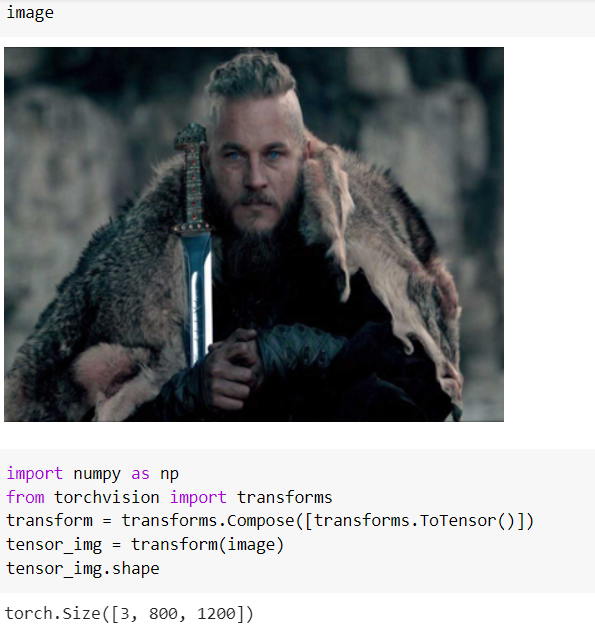 image
import numpy as np
from torchvision import transforms
transform = transforms.Compose([transforms.ToTensor()])
tensor_img = transform(image)
tensor_img.shape
torch.Size([3, 800, 1200])